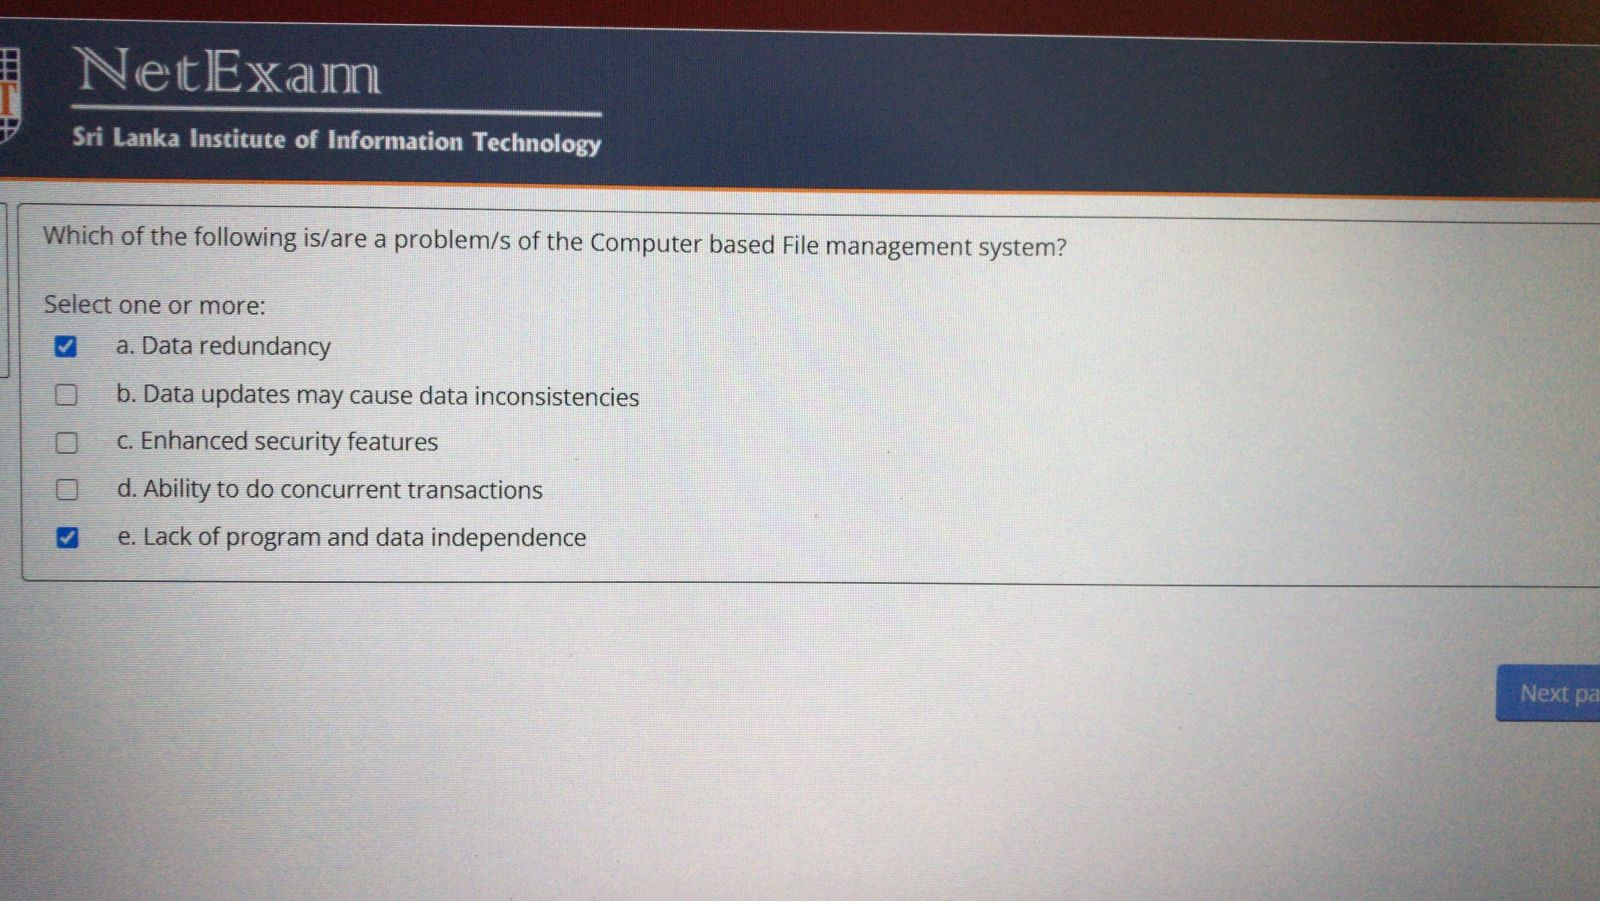 T
NetExam
Sri Lanka Institute of Information Technology
Which of the following is/are a problem/s of the Computer based File management system?
Select one or more:
a. Data redundancy
b. Data updates may cause data inconsistencies
c. Enhanced security features
d. Ability to do concurrent transactions
e. Lack of program and data independence
Next pa